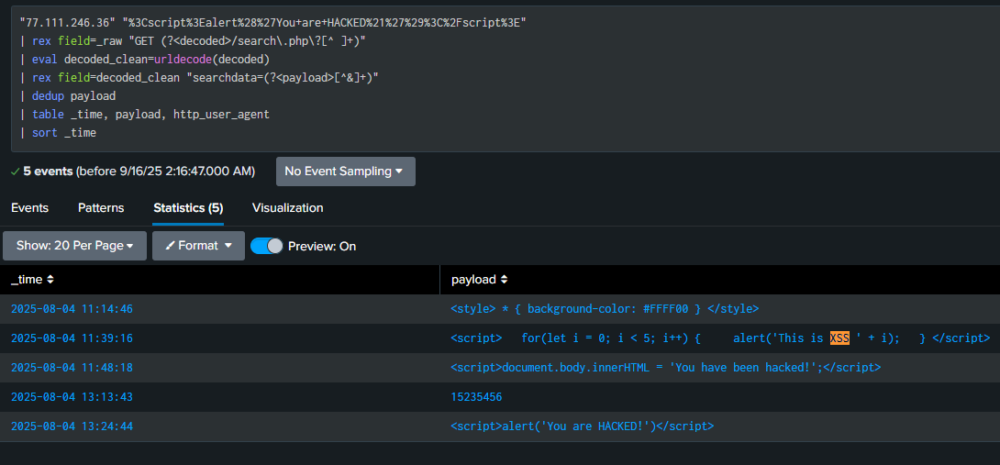 "77.111.246.36" "%3Cscript%3Ealert%28%27You+are+HACKED%21%27%29%3C%2Fscript%3E"
| rex field=_raw "GET (?<decoded>/search\.php\?[^ ]+)"
| eval decoded_clean=urldecode(decoded)
| rex field=decoded_clean "searchdata=(?<payload>[^&]+)"
| dedup payload
| table _time, payload, http_user_agent
| sort _time
5 events (before 9/16/25 2:16:47.000 AM) No Event Sampling
Events Patterns Statistics (5) Visualization
Show: 20 Per Page Format Preview: On
_time payload
2025-08-04 11:14:46 <style> * { background-color: #FFFF00 } </style>
2025-08-04 11:39:16 <script>   for(let i = 0; i < 5; i++) {     alert('This is XSS ' + i);   } </script>
2025-08-04 11:48:18 <script>document.body.innerHTML = 'You have been hacked!';</script>
2025-08-04 13:13:43 15235456
2025-08-04 13:24:44 <script>alert('You are HACKED!')</script>